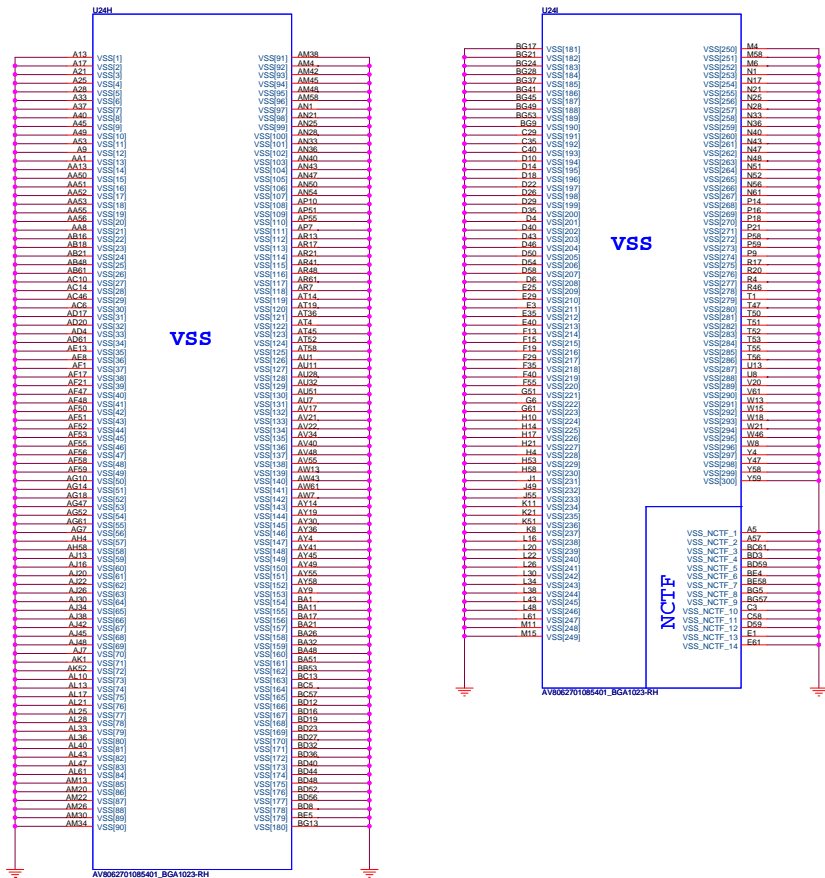 U24H
A13 VSS[1] VSS[91] AM38
A17 VSS[2] VSS[92] AM4
A21 VSS[3] VSS[93] AM42
A25 VSS[4] VSS[94] AM45
A28 VSS[5] VSS[95] AM48
A33 VSS[6] VSS[96] AM58
A37 VSS[7] VSS[97] AN1
A40 VSS[8] VSS[98] AN21
A45 VSS[9] VSS[99] AN25
A49 VSS[10] VSS[100] AN28
A53 VSS[11] VSS[101] AN33
A9 VSS[12] VSS[102] AN36
AA1 VSS[13] VSS[103] AN40
AA13 VSS[14] VSS[104] AN43
AA50 VSS[15] VSS[105] AN47
AA51 VSS[16] VSS[106] AN50
AA52 VSS[17] VSS[107] AN54
AA53 VSS[18] VSS[108] AP10
AA55 VSS[19] VSS[109] AP51
AA56 VSS[20] VSS[110] AP55
AA8 VSS[21] VSS[111] AP7
AB16 VSS[22] VSS[112] AR13
AB18 VSS[23] VSS[113] AR17
AB21 VSS[24] VSS[114] AR21
AB48 VSS[25] VSS[115] AR41
AB61 VSS[26] VSS[116] AR48
AC10 VSS[27] VSS[117] AR61
AC14 VSS[28] VSS[118] AR7
AC46 VSS[29] VSS[119] AT14
AC6 VSS[30] VSS[120] AT19
AD17 VSS[31] VSS[121] AT36
AD20 VSS[32] VSS[122] AT4
AD4 VSS[33] VSS[123] AT45
AD61 VSS[34] VSS[124] AT52
AE13 VSS[35] VSS[125] AT58
AE8 VSS[36] VSS[126] AU1
AF1 VSS[37] VSS[127] AU11
AF17 VSS[38] VSS[128] AU28
AF21 VSS[39] VSS[129] AU32
AF47 VSS[40] VSS[130] AU51
AF48 VSS[41] VSS[131] AU7
AF50 VSS[42] VSS[132] AV17
AF51 VSS[43] VSS[133] AV21
AF52 VSS[44] VSS[134] AV22
AF53 VSS[45] VSS[135] AV34
AF55 VSS[46] VSS[136] AV40
AF56 VSS[47] VSS[137] AV48
AF58 VSS[48] VSS[138] AV55
AF59 VSS[49] VSS[139] AW13
AG10 VSS[50] VSS[140] AW43
AG14 VSS[51] VSS[141] AW61
AG18 VSS[52] VSS[142] AW7
AG47 VSS[53] VSS[143] AY14
AG52 VSS[54] VSS[144] AY19
AG61 VSS[55] VSS[145] AY30
AG7 VSS[56] VSS[146] AY36
AH4 VSS[57] VSS[147] AY4
AH58 VSS[58] VSS[148] AY41
AJ13 VSS[59] VSS[149] AY45
AJ16 VSS[60] VSS[150] AY49
AJ20 VSS[61] VSS[151] AY55
AJ22 VSS[62] VSS[152] AY58
AJ26 VSS[63] VSS[153] AY9
AJ30 VSS[64] VSS[154] BA1
AJ34 VSS[65] VSS[155] BA11
AJ38 VSS[66] VSS[156] BA17
AJ42 VSS[67] VSS[157] BA21
AJ45 VSS[68] VSS[158] BA26
AJ48 VSS[69] VSS[159] BA32
AJ7 VSS[70] VSS[160] BA48
AK1 VSS[71] VSS[161] BA51
AK52 VSS[72] VSS[162] BB53
AL10 VSS[73] VSS[163] BC13
AL13 VSS[74] VSS[164] BC5
AL17 VSS[75] VSS[165] BC57
AL21 VSS[76] VSS[166] BD12
AL25 VSS[77] VSS[167] BD16
AL28 VSS[78] VSS[168] BD19
AL33 VSS[79] VSS[169] BD23
AL36 VSS[80] VSS[170] BD27
AL40 VSS[81] VSS[171] BD32
AL43 VSS[82] VSS[172] BD36
AL47 VSS[83] VSS[173] BD40
AL61 VSS[84] VSS[174] BD44
AM13 VSS[85] VSS[175] BD48
AM20 VSS[86] VSS[176] BD52
AM22 VSS[87] VSS[177] BD56
AM26 VSS[88] VSS[178] BD8
AM30 VSS[89] VSS[179] BE5
AM34 VSS[90] VSS[180] BG13
VSS
AV8062701085401_BGA1023-RH
U24I
BG17 VSS[181] VSS[250] M4
BG21 VSS[182] VSS[251] M58
BG24 VSS[183] VSS[252] M6
BG28 VSS[184] VSS[253] N1
BG37 VSS[185] VSS[254] N17
BG41 VSS[186] VSS[255] N21
BG45 VSS[187] VSS[256] N25
BG49 VSS[188] VSS[257] N28
BG53 VSS[189] VSS[258] N33
BG9 VSS[190] VSS[259] N36
C29 VSS[191] VSS[260] N40
C35 VSS[192] VSS[261] N43
C40 VSS[193] VSS[262] N47
D10 VSS[194] VSS[263] N48
D14 VSS[195] VSS[264] N51
D18 VSS[196] VSS[265] N52
D22 VSS[197] VSS[266] N56
D26 VSS[198] VSS[267] N61
D29 VSS[199] VSS[268] P14
D35 VSS[200] VSS[269] P16
D4 VSS[201] VSS[270] P18
D40 VSS[202] VSS[271] P21
D43 VSS[203] VSS[272] P58
D46 VSS[204] VSS[273] P59
D50 VSS[205] VSS[274] P9
D54 VSS[206] VSS[275] R17
D58 VSS[207] VSS[276] R20
D6 VSS[208] VSS[277] R4
E25 VSS[209] VSS[278] R46
E29 VSS[210] VSS[279] T1
E3 VSS[211] VSS[280] T47
E35 VSS[212] VSS[281] T50
E40 VSS[213] VSS[282] T51
F13 VSS[214] VSS[283] T52
F15 VSS[215] VSS[284] T53
F19 VSS[216] VSS[285] T55
F29 VSS[217] VSS[286] T56
F35 VSS[218] VSS[287] U13
F40 VSS[219] VSS[288] U8
F55 VSS[220] VSS[289] V20
G51 VSS[221] VSS[290] V61
G6 VSS[222] VSS[291] W13
G61 VSS[223] VSS[292] W15
H10 VSS[224] VSS[293] W18
H14 VSS[225] VSS[294] W21
H17 VSS[226] VSS[295] W46
H21 VSS[227] VSS[296] W8
H4 VSS[228] VSS[297] Y4
H53 VSS[229] VSS[298] Y47
H58 VSS[230] VSS[299] Y58
J1 VSS[231] VSS[300] Y59
J49 VSS[232]
J55 VSS[233]
K11 VSS[234]
K21 VSS[235]
K51 VSS[236]
K8 VSS[237] VSS_NCTF_1 A5
L16 VSS[238] VSS_NCTF_2 A57
L20 VSS[239] VSS_NCTF_3 BC61
L22 VSS[240] VSS_NCTF_4 BD3
L26 VSS[241] VSS_NCTF_5 BD59
L30 VSS[242] VSS_NCTF_6 BE4
L34 VSS[243] VSS_NCTF_7 BE58
L38 VSS[244] VSS_NCTF_8 BG5
L43 VSS[245] VSS_NCTF_9 BG57
L48 VSS[246] VSS_NCTF_10 C3
L61 VSS[247] VSS_NCTF_11 C58
M11 VSS[248] VSS_NCTF_12 D59
M15 VSS[249] VSS_NCTF_13 E1
VSS_NCTF_14 E61
VSS
NCTF
AV8062701085401_BGA1023-RH